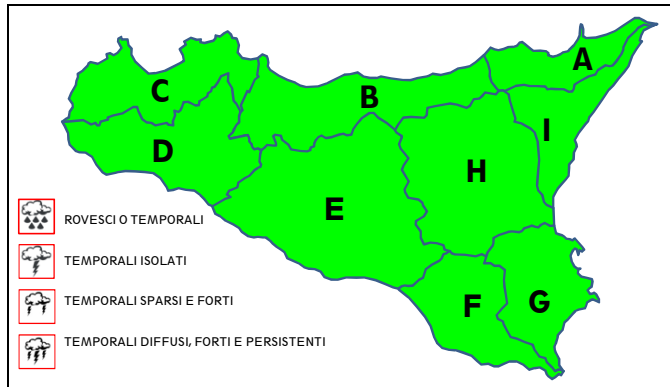 A
C
B
I
D
H
E
F
G
ROVESCI O TEMPORALI
TEMPORALI ISOLATI
TEMPORALI SPARSI E FORTI
TEMPORALI DIFFUSI, FORTI E PERSISTENTI